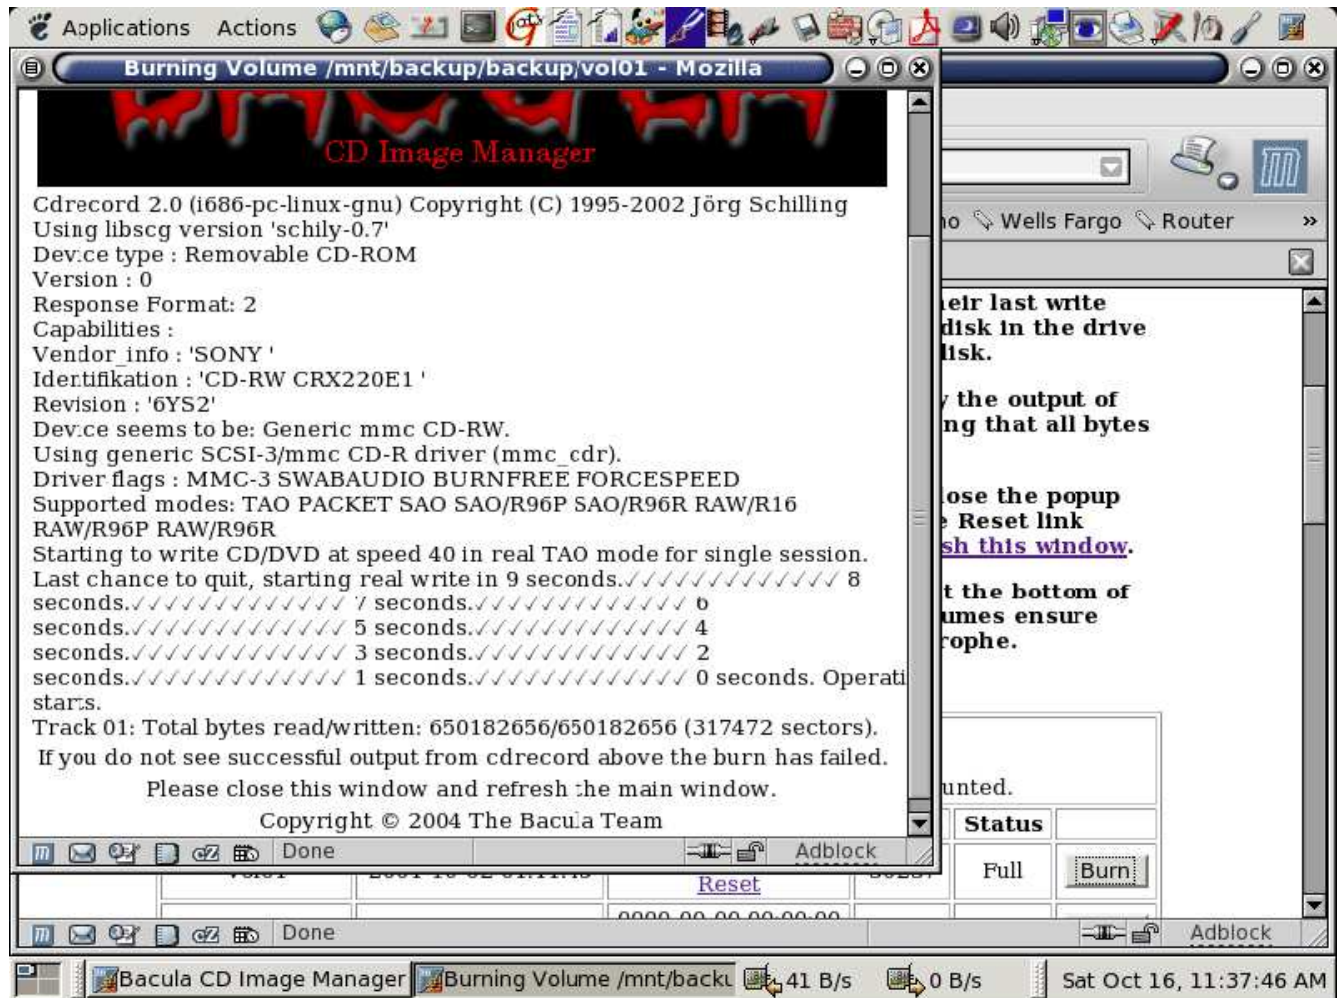 Applications Actions
Burning Volume /mnt/backup/backup/vol01 - Mozilla
CD Image Manager
Cdrecord 2.0 (i686-pc-linux-gnu) Copyright (C) 1995-2002 Jörg Schilling
Using libscg version 'schily-0.7'
Device type : Removable CD-ROM
Version : 0
Response Format: 2
Capabilities :
Vendor_info : 'SONY '
Identifikation : 'CD-RW CRX220E1 '
Revision : '6YS2'
Device seems to be: Generic mmc CD-RW.
Using generic SCSI-3/mmc CD-R driver (mmc_cdr).
Driver flags : MMC-3 SWABAUDIO BURNFREE FORCESPEED
Supported modes: TAO PACKET SAO SAO/R96P SAO/R96R RAW/R16
RAW/R96P RAW/R96R
Starting to write CD/DVD at speed 40 in real TAO mode for single session.
Last chance to quit, starting real write in 9 seconds.✓✓✓✓✓✓✓✓✓✓✓✓✓ 8
seconds.✓✓✓✓✓✓✓✓✓✓✓✓✓ 7 seconds.✓✓✓✓✓✓✓✓✓✓✓✓✓ 6
seconds.✓✓✓✓✓✓✓✓✓✓✓✓✓ 5 seconds.✓✓✓✓✓✓✓✓✓✓✓✓✓ 4
seconds.✓✓✓✓✓✓✓✓✓✓✓✓✓ 3 seconds.✓✓✓✓✓✓✓✓✓✓✓✓✓ 2
seconds.✓✓✓✓✓✓✓✓✓✓✓✓✓ 1 seconds.✓✓✓✓✓✓✓✓✓✓✓✓✓ 0 seconds. Operati
starts.
Track 01: Total bytes read/written: 650182656/650182656 (317472 sectors).
If you do not see successful output from cdrecord above the burn has failed.
Please close this window and refresh the main window.
Copyright © 2004 The Bacula Team
Done Adblock
Wells Fargo Router »
eir last write
disk in the drive
disk.
the output of
ng that all bytes
lose the popup
e Reset link
sh this window.
t the bottom of
umes ensure
rophe.
unted.
Status
Reset Full Burn
Done Adblock
Bacula CD Image Manager Burning Volume /mnt/backu 41 B/s 0 B/s Sat Oct 16, 11:37:46 AM